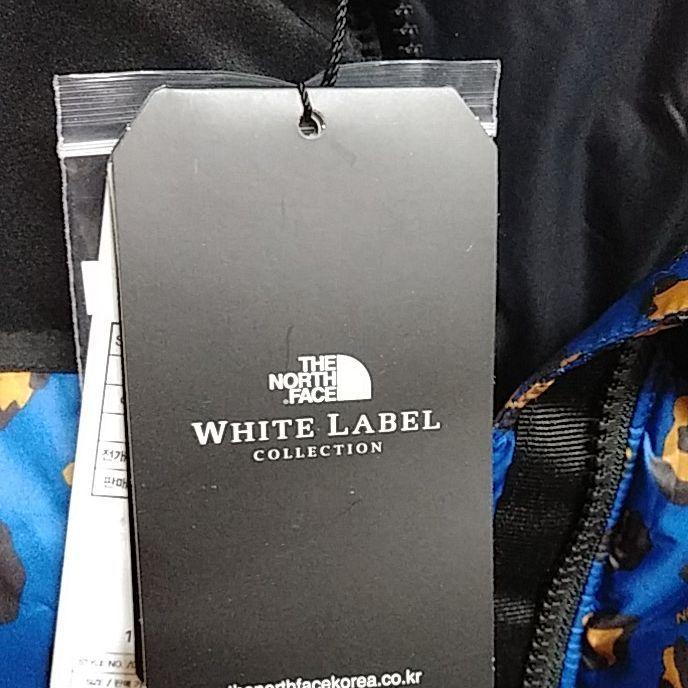 THE
NORTH
FACE
WHITE LABEL
COLLECTION
thenorthfacekorea.co.kr